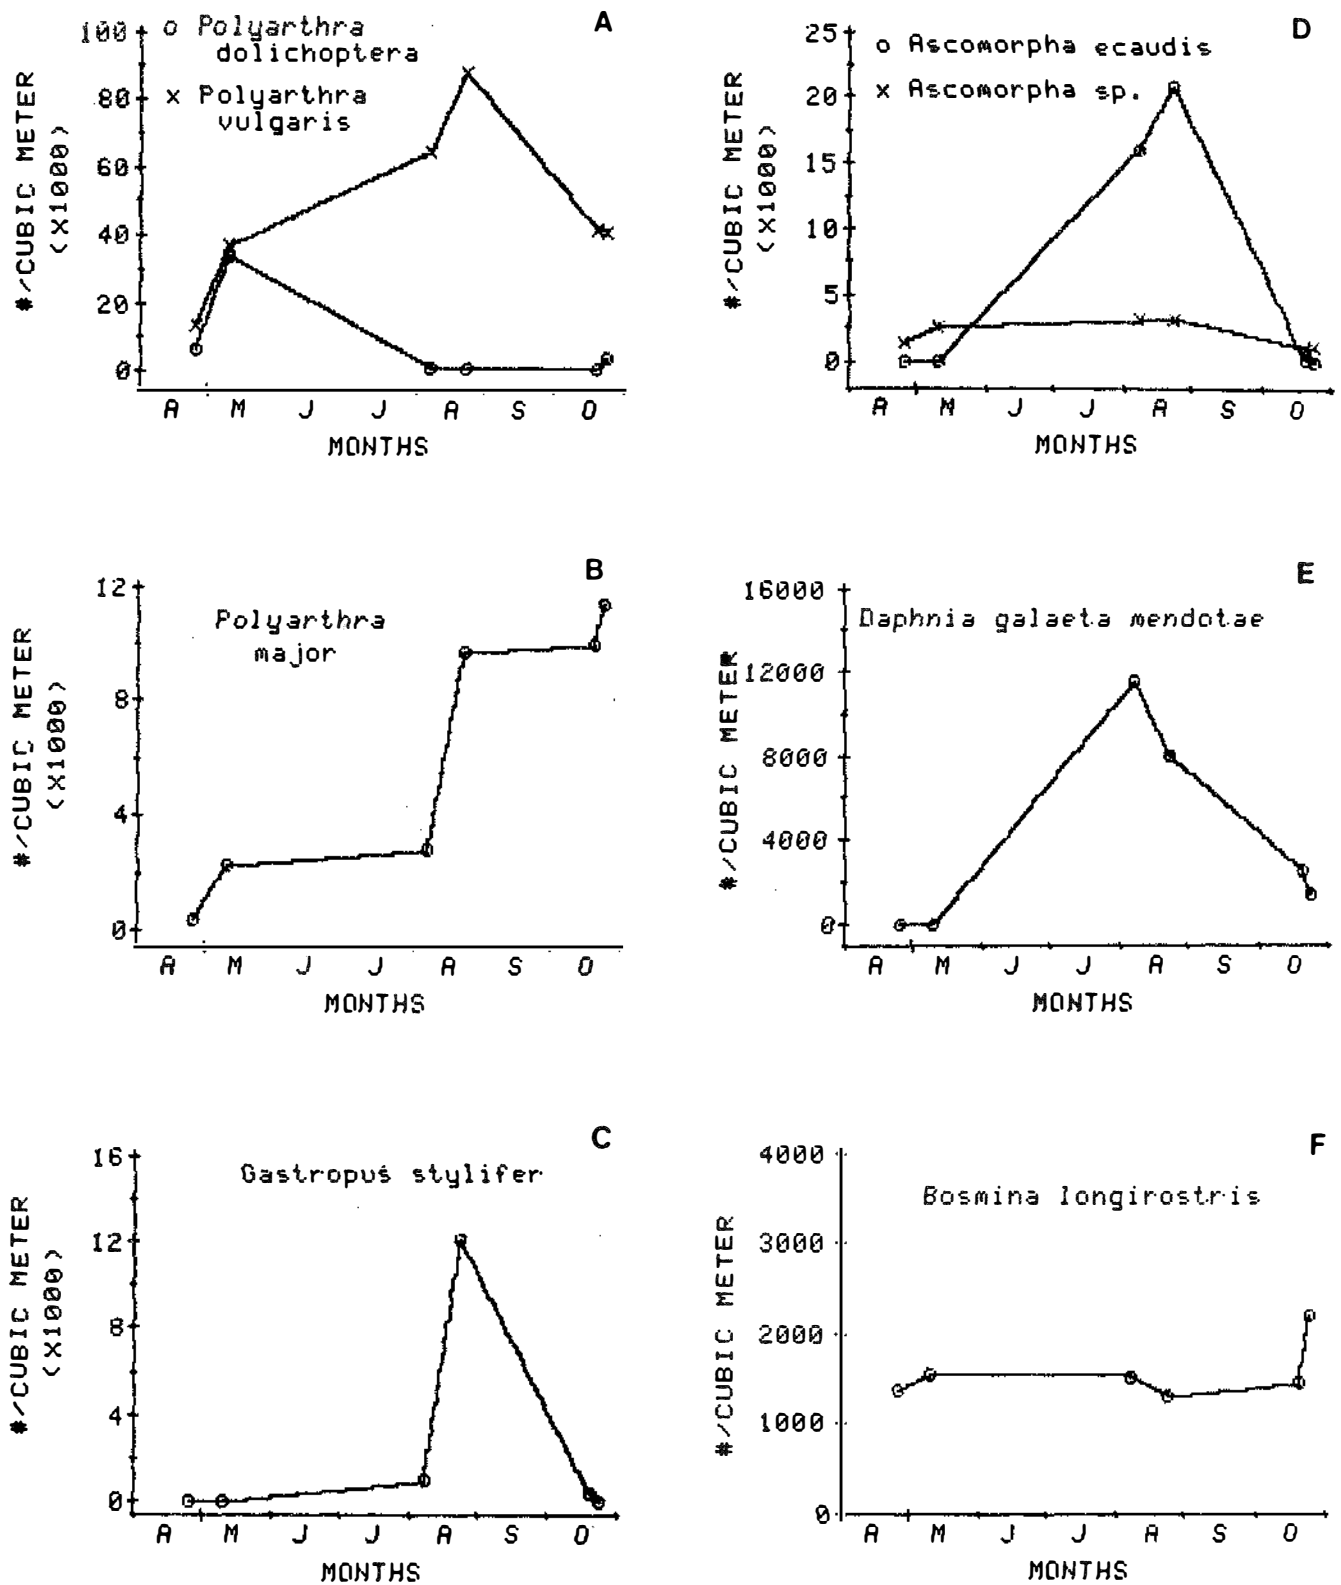 A
100
o Polyarthra
dolichoptera
x Polyarthra
vulgaris
80
60
40
20
0
#/CUBIC METER
(X1000)
A M J J A S O
MONTHS
D
25
o Ascomorpha ecaudis
x Ascomorpha sp.
20
15
10
5
0
#/CUBIC METER
(X1000)
A M J J A S O
MONTHS
B
12
Polyarthra
major
8
4
0
#/CUBIC METER
(X1000)
A M J J A S O
MONTHS
E
16000
Daphnia galaeta mendotae
12000
8000
4000
0
#/CUBIC METER
A M J J A S O
MONTHS
C
16
Gastropus stylifer
12
8
4
0
#/CUBIC METER
(X1000)
A M J J A S O
MONTHS
F
4000
Bosmina longirostris
3000
2000
1000
0
#/CUBIC METER
A M J J A S O
MONTHS